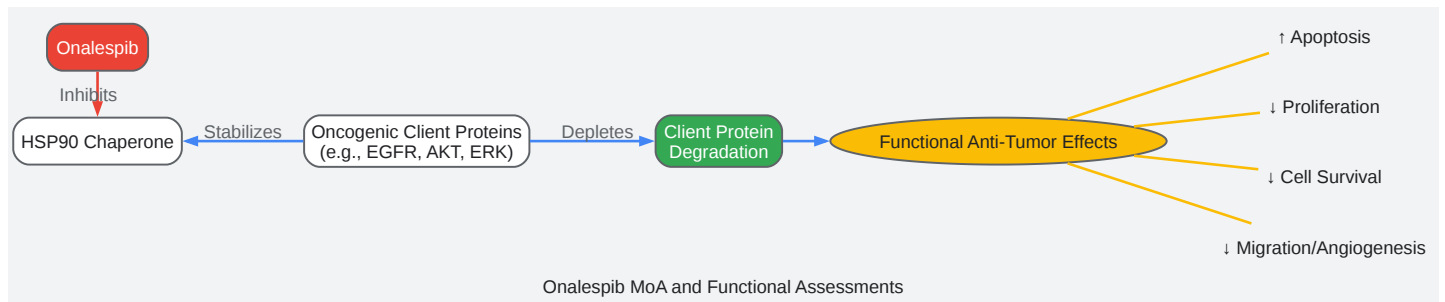 Onalespib
Inhibits
HSP90 Chaperone
Stabilizes
Oncogenic Client Proteins
(e.g., EGFR, AKT, ERK)
Depletes
Client Protein
Degradation
Functional Anti-Tumor Effects
↑ Apoptosis
↓ Proliferation
↓ Cell Survival
↓ Migration/Angiogenesis
Onalespib MoA and Functional Assessments